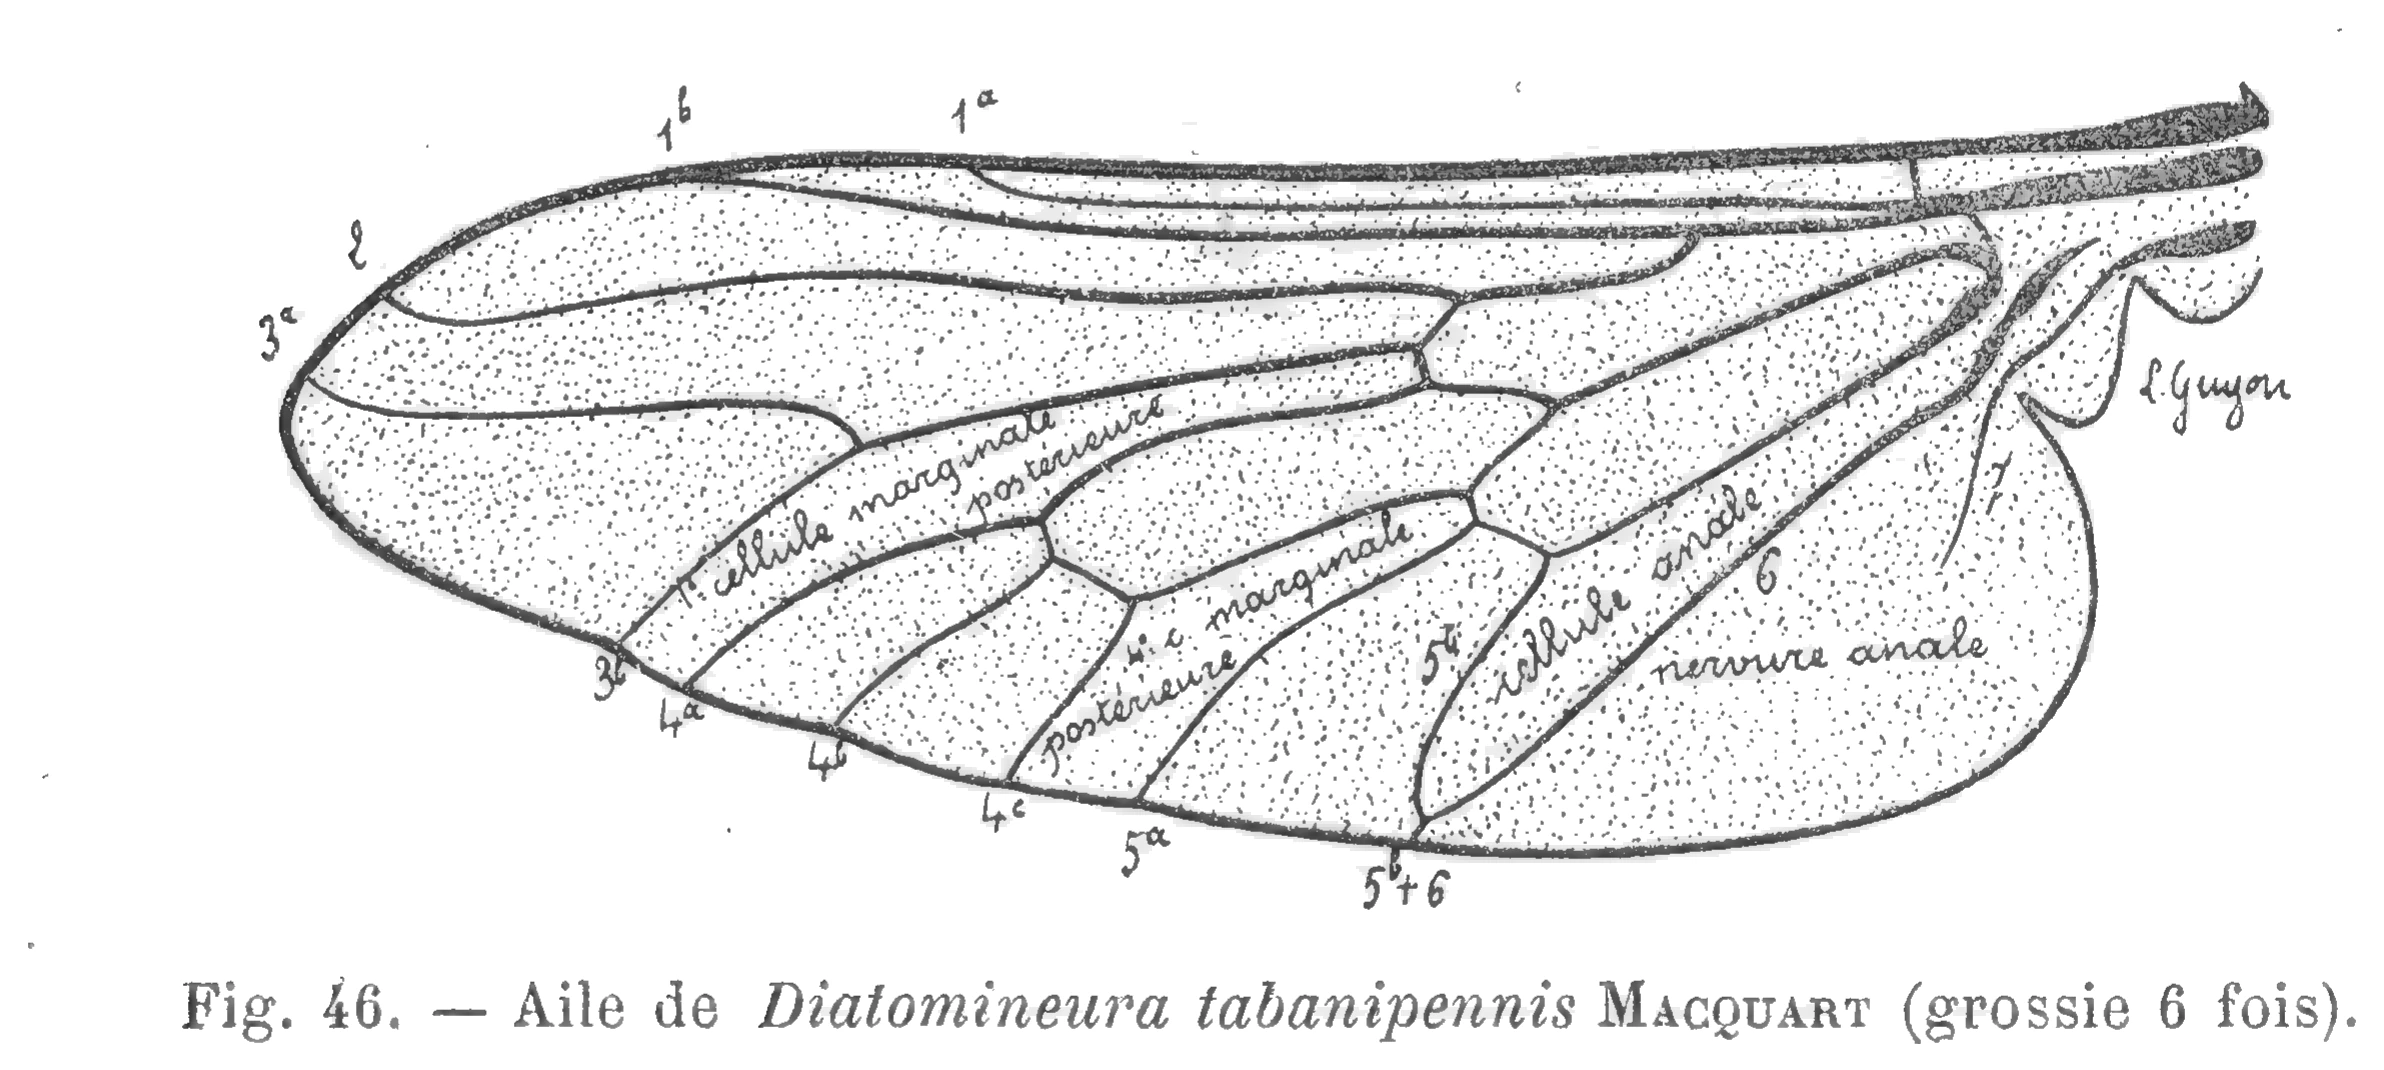 1b
1a
2
3a
L. Guyon
1e cellule marginale
postérieure
7
cellule anale
6
4e c marginale
postérieure
5b
nervure anale
3b
4a
4b
4c
5a
5b+6
Fig. 46. — Aile de Diatomineura tabanipennis MACQUART (grossie 6 fois).